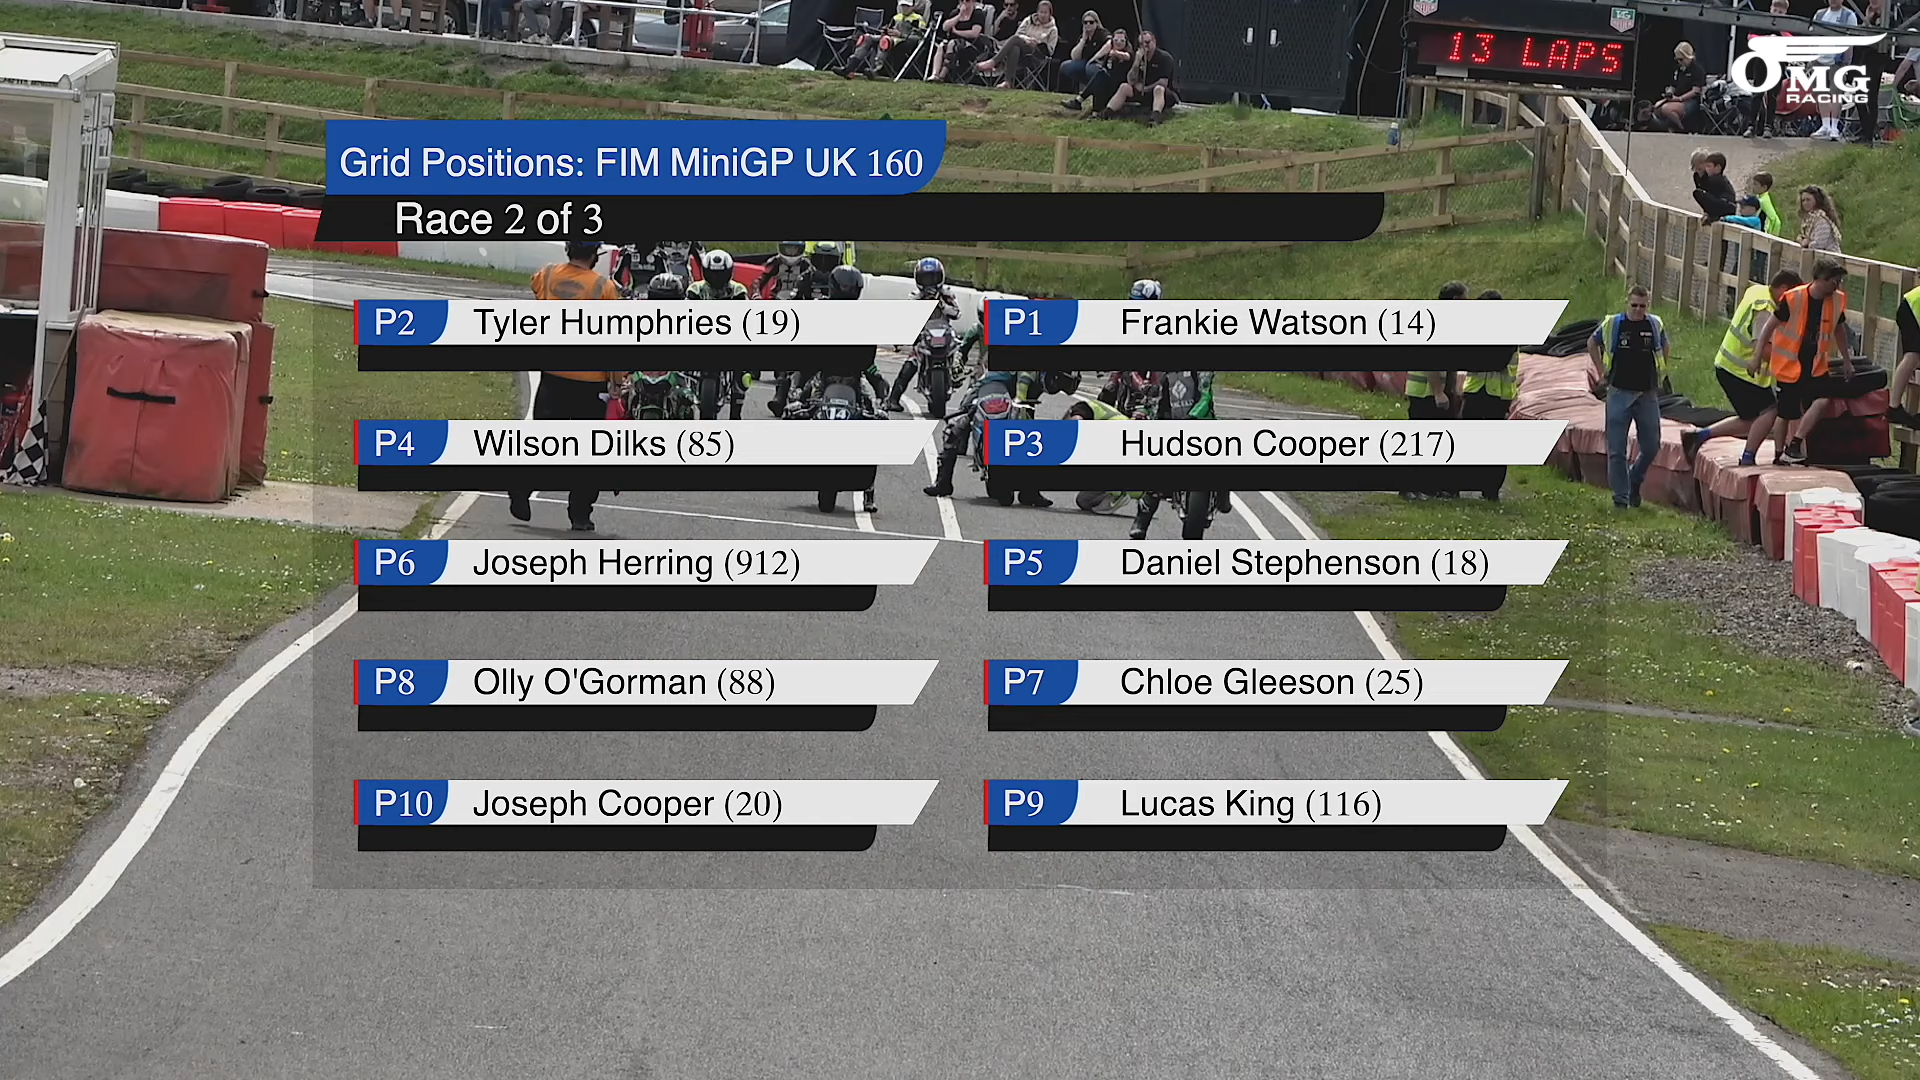 13 LAPS
OMG
RACING
Grid Positions: FIM MiniGP UK 160
Race 2 of 3
P2 Tyler Humphries (19)
P1 Frankie Watson (14)
14
P4 Wilson Dilks (85)
P3 Hudson Cooper (217)
P6 Joseph Herring (912)
P5 Daniel Stephenson (18)
P8 Olly O'Gorman (88)
P7 Chloe Gleeson (25)
P10 Joseph Cooper (20)
P9 Lucas King (116)